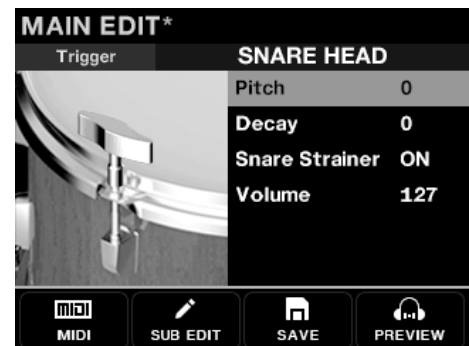 MAIN EDIT*
Trigger SNARE HEAD
Pitch 0
Decay 0
Snare Strainer ON
Volume 127
MIDI SUB EDIT SAVE PREVIEW